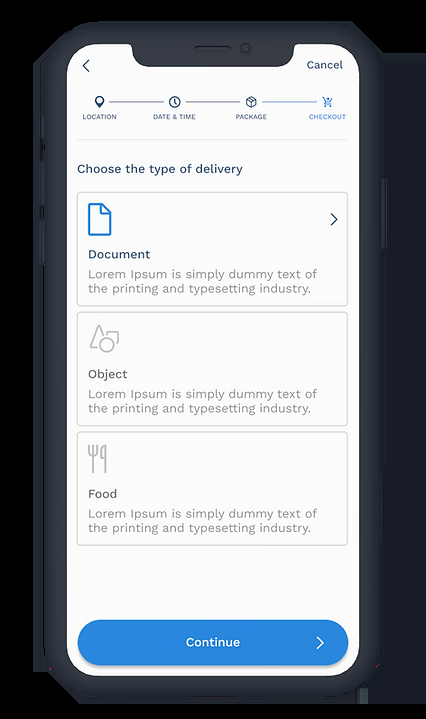 Cancel
LOCATION
DATE & TIME
PACKAGE
CHECKOUT
Choose the type of delivery
Document
Lorem Ipsum is simply dummy text of
the printing and typesetting industry.
Object
Lorem Ipsum is simply dummy text of
the printing and typesetting industry.
Food
Lorem Ipsum is simply dummy text of
the printing and typesetting industry.
Continue